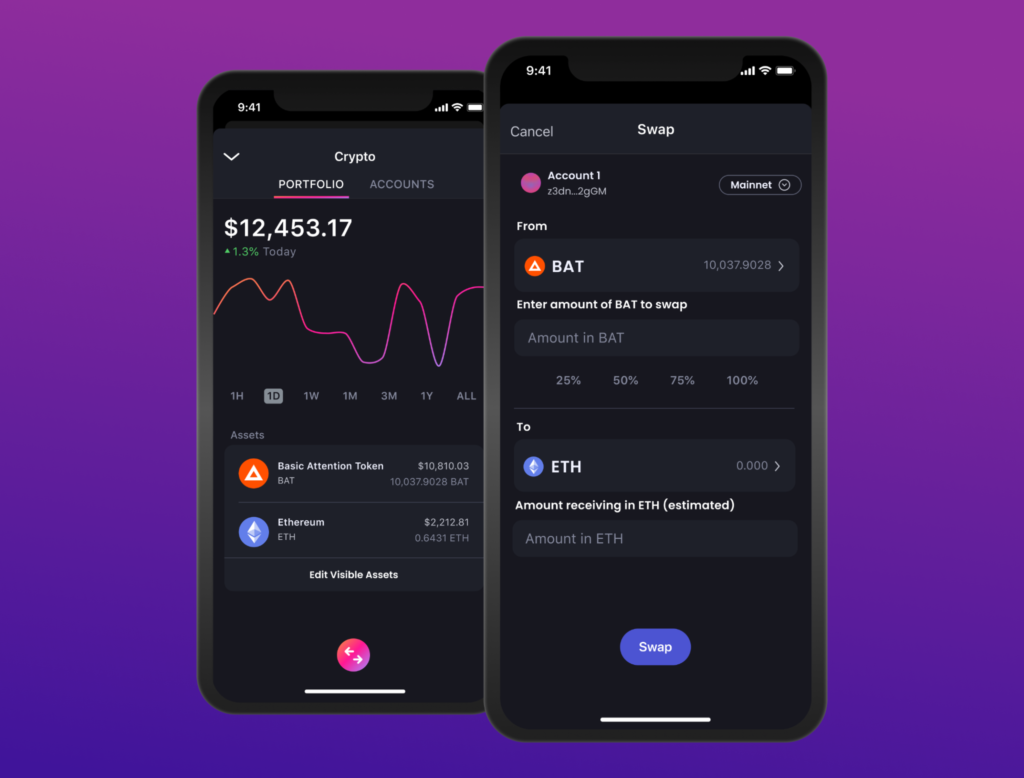 9:41
Crypto
PORTFOLIO ACCOUNTS
$12,453.17
1.3% Today
1H 1D 1W 1M 3M 1Y ALL
Assets
Basic Attention Token $10,810.03
BAT 10,037.9028 BAT
Ethereum $2,212.81
ETH 0.6431 ETH
Edit Visible Assets
9:41
Cancel Swap
Account 1
z3dn...2gGM
Mainnet
From
BAT 10,037.9028
Enter amount of BAT to swap
Amount in BAT
25% 50% 75% 100%
To
ETH 0.000
Amount receiving in ETH (estimated)
Amount in ETH
Swap